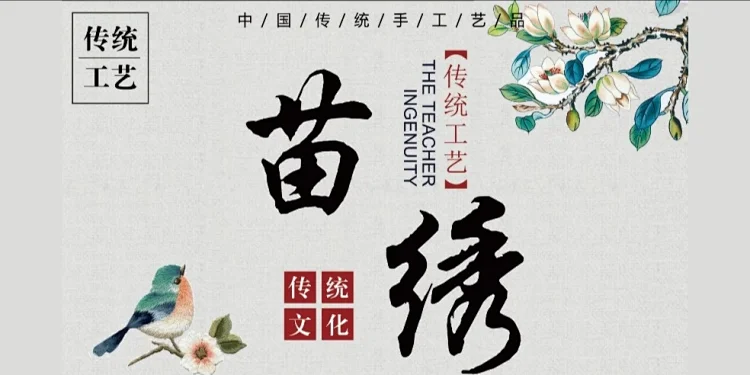 中/国/传/统/手/工/艺/品
传统
工艺
苗绣
【传统工艺】
THE TEACHER
INGENUITY
传统
文化